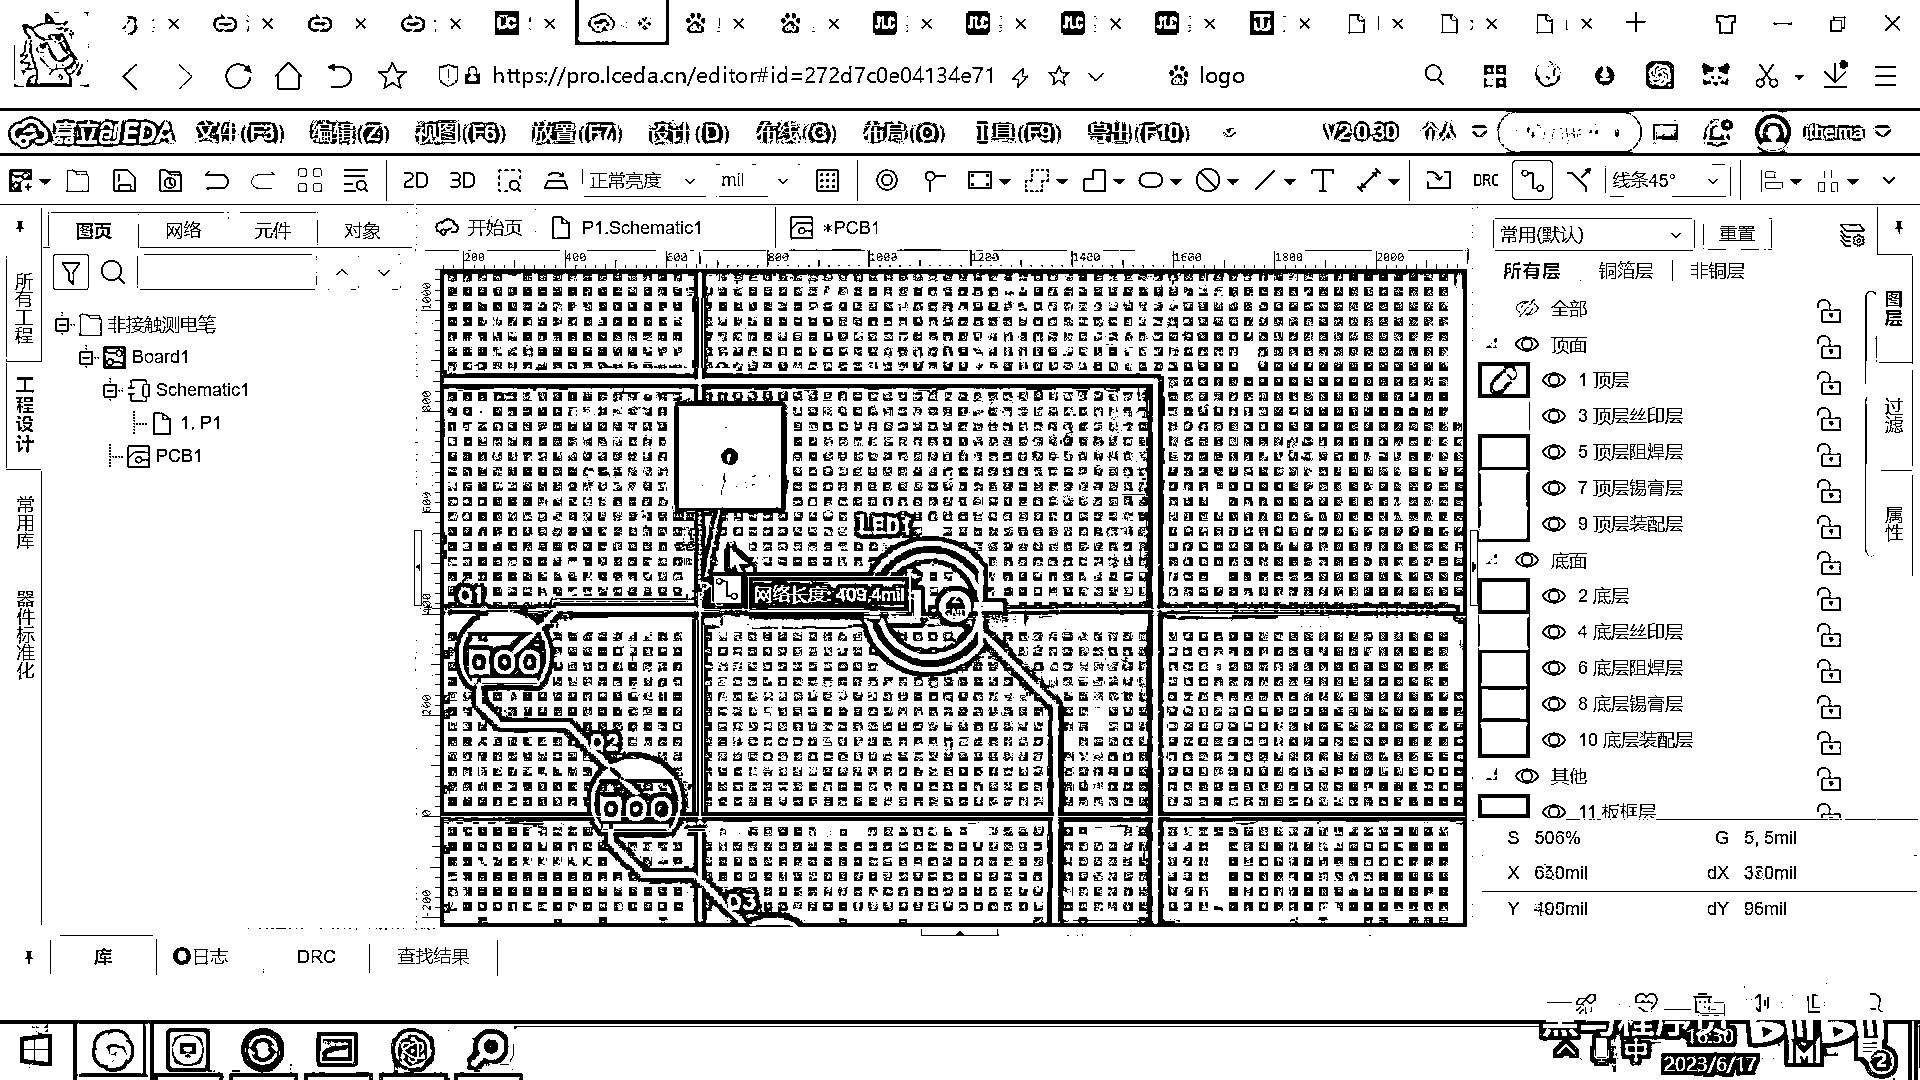 https://pro.lceda.cn/editor#id=272d7c0e04134e71
logo
嘉立创EDA 文件(F3) 编辑(Z) 视图(F6) 放置(F7) 设计(D) 布线(G) 布局(O) 工具(F9) 导出(F10) V2.0.30 个人 ithema
2D 3D 正常亮度 mil T DRC 线条45°
图页 网络 元件 对象
开始页 P1.Schematic1 *PCB1
常用(默认) 重置
所有层 铜箔层 非铜层
200 400 600 800 1000 1200 1400 1600 1800 2000
所有工程
工程设计
常用库
器件标准化
非接触测电笔
Board1
Schematic1
1. P1
PCB1
1000
800
600
400
200
0
-200
LED1
网络长度: 409.4mil
Q1
Q2
Q3
全部
顶面
1 顶层
3 顶层丝印层
5 顶层阻焊层
7 顶层锡膏层
9 顶层装配层
底面
2 底层
4 底层丝印层
6 底层阻焊层
8 底层锡膏层
10 底层装配层
其他
11 板框层
图层
过滤
属性
S 506% G 5, 5mil
X 630mil dX 330mil
Y 495mil dY 96mil
库 日志 DRC 查找结果
中
16:30
2023/6/17
2